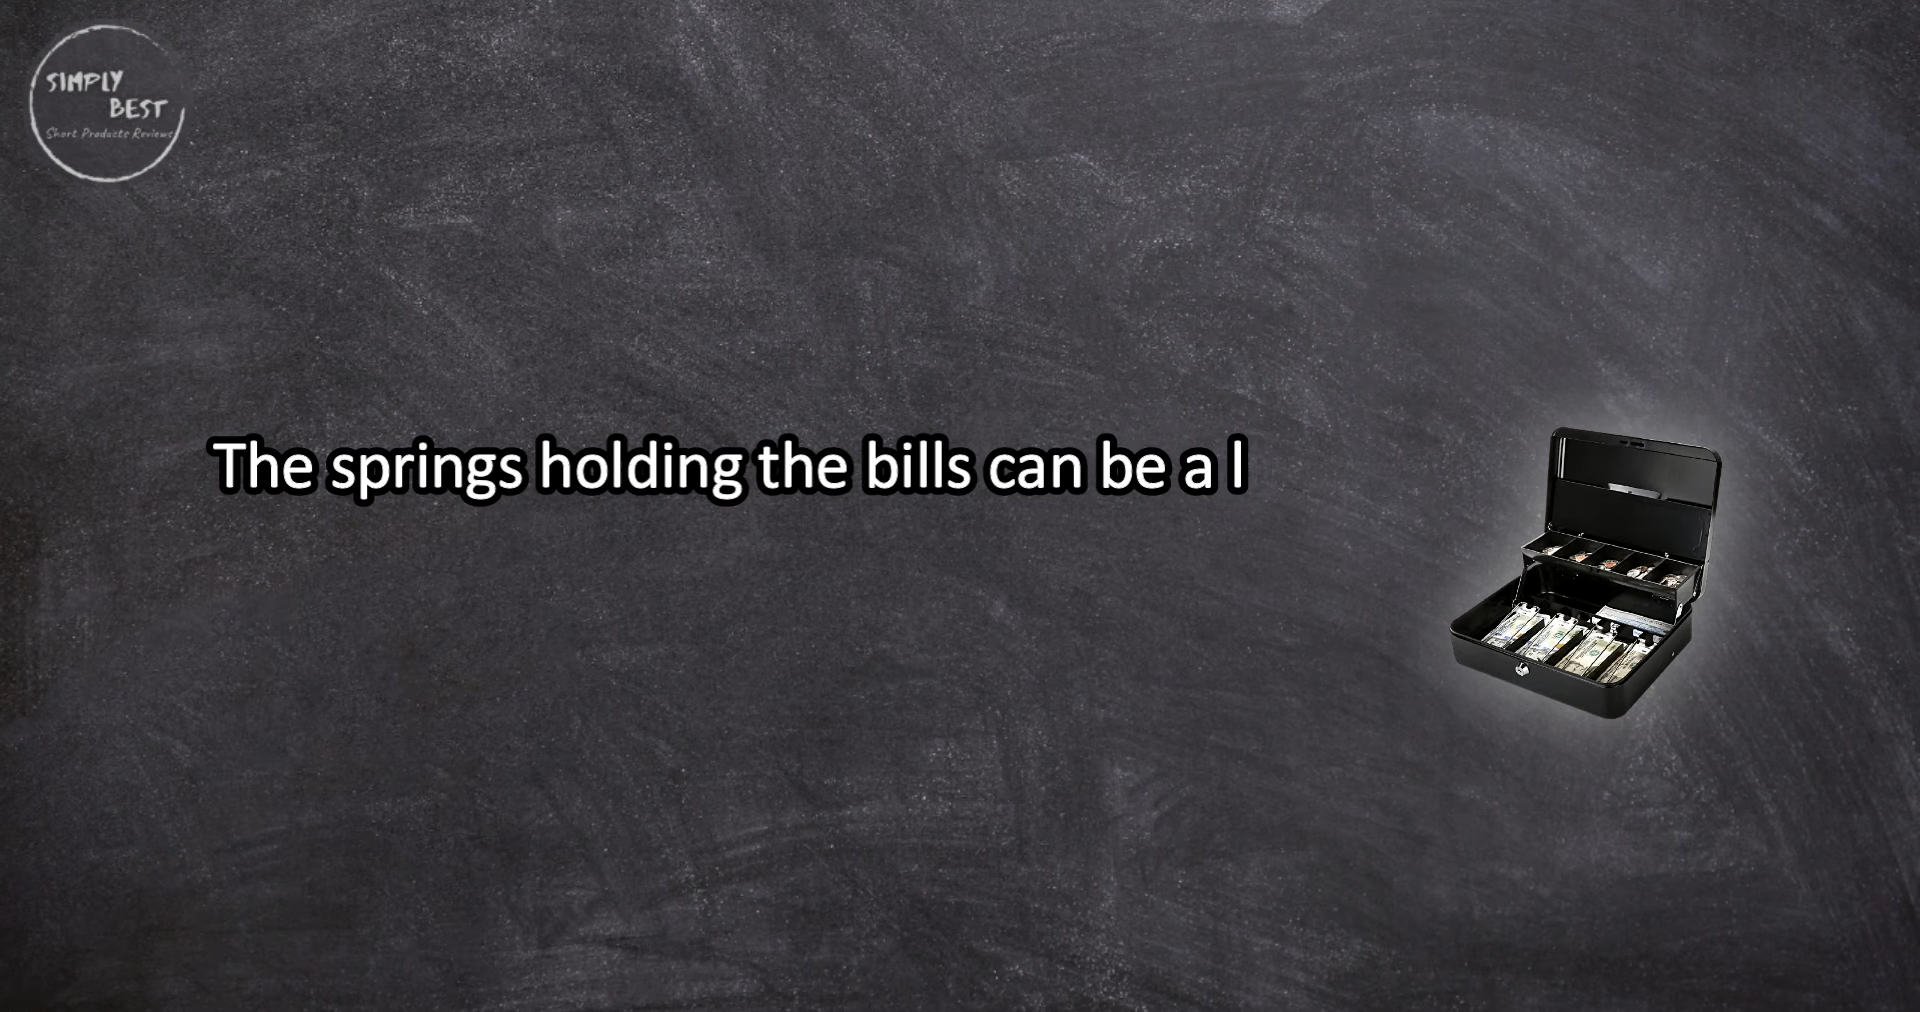 SIMPLY
BEST
Short Products Reviews
The springs holding the bills can be a l